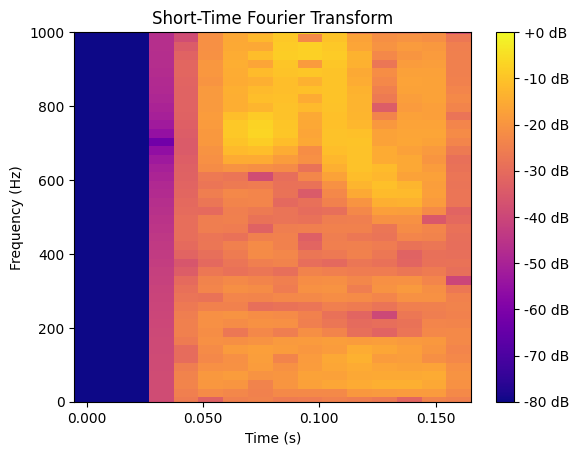 Short-Time Fourier Transform
1000
800
600
400
200
0
Frequency (Hz)
0.000
0.050
0.100
0.150
Time (s)
+0 dB
-10 dB
-20 dB
-30 dB
-40 dB
-50 dB
-60 dB
-70 dB
-80 dB